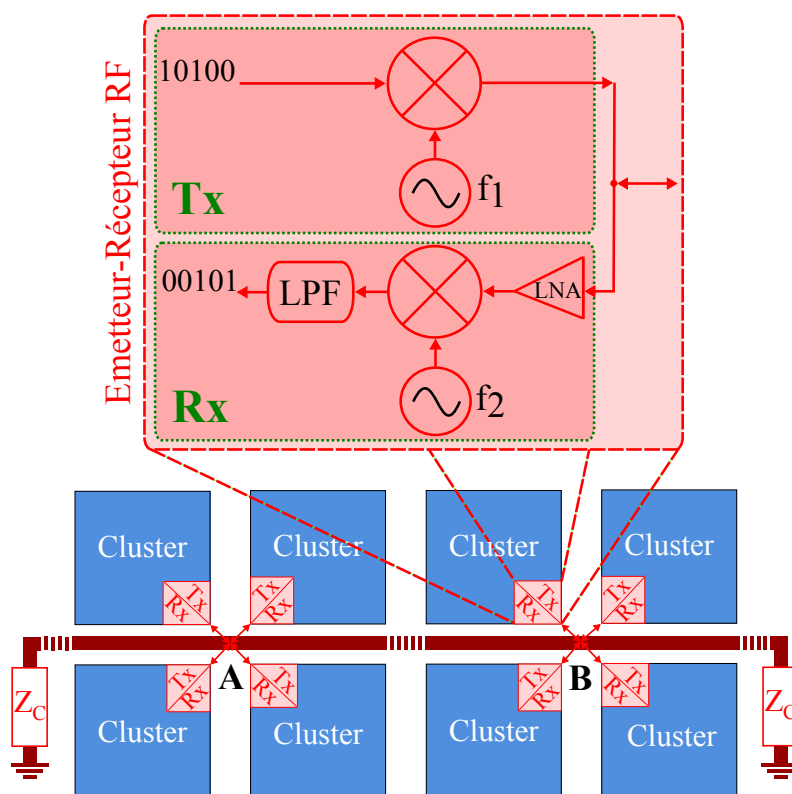 Emetteur-Récepteur RF
10100
f1
Tx
00101
LPF
LNA
f2
Rx
Cluster
Cluster
Cluster
Cluster
Tx
Rx
Tx
Rx
Tx
Rx
Tx
Rx
A
B
ZC
ZC
Tx
Rx
Tx
Rx
Tx
Rx
Tx
Rx
Cluster
Cluster
Cluster
Cluster